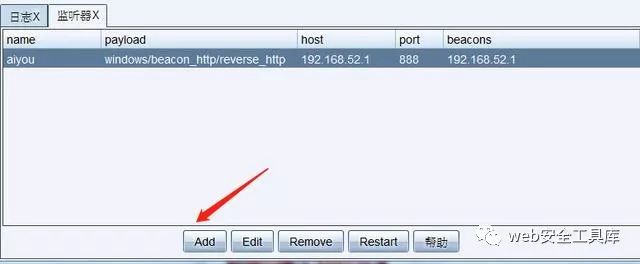 日志X 监听器X
name payload host port beacons
aiyou windows/beacon_http/reverse_http 192.168.52.1 888 192.168.52.1
Add Edit Remove Restart 帮助
web安全工具库